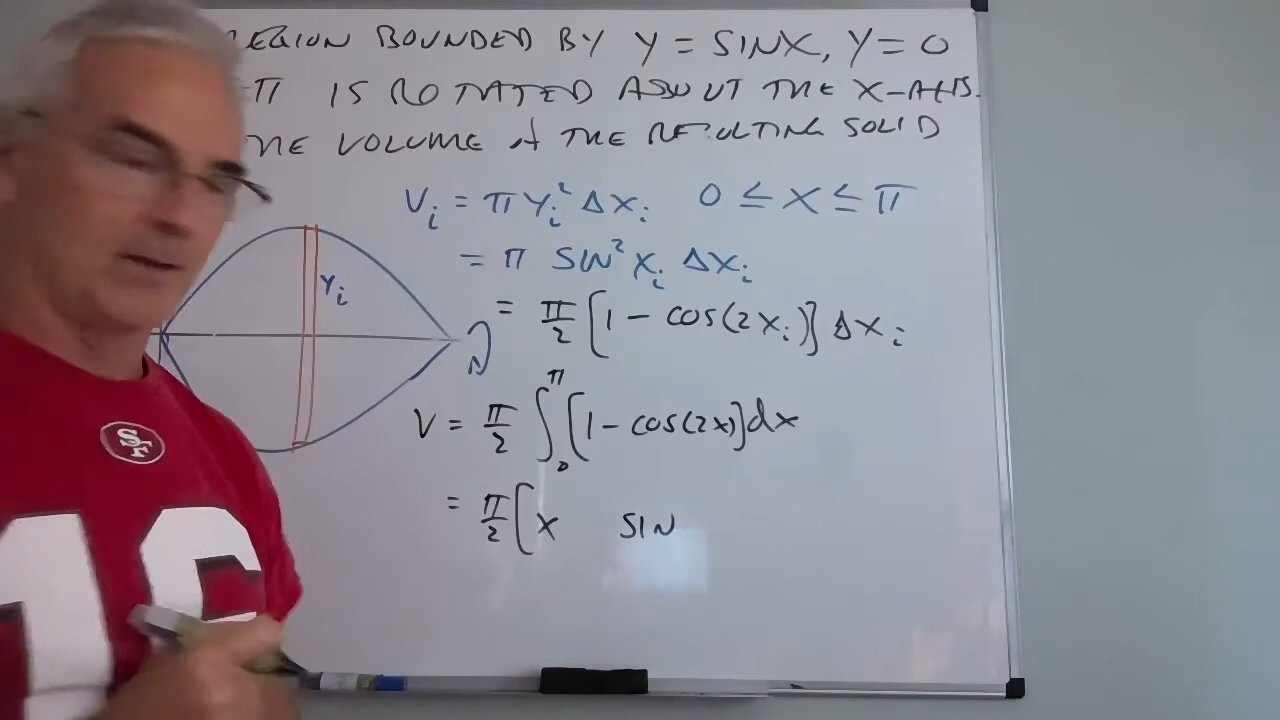 REGION BOUNDED BY Y = SINX, Y = 0
π IS ROTATED ABOUT THE X-AXIS.
THE VOLUME of THE RESULTING SOLID
Vᵢ = π Yᵢ² ΔXᵢ 0 ≤ X ≤ π
= π SIN² Xᵢ ΔXᵢ
Yᵢ
= π/2 [1 - COS(2Xᵢ)] ΔXᵢ
V = π/2 ∫₀^π [1 - COS(2X)] dx
SF
= π/2 [X SIN